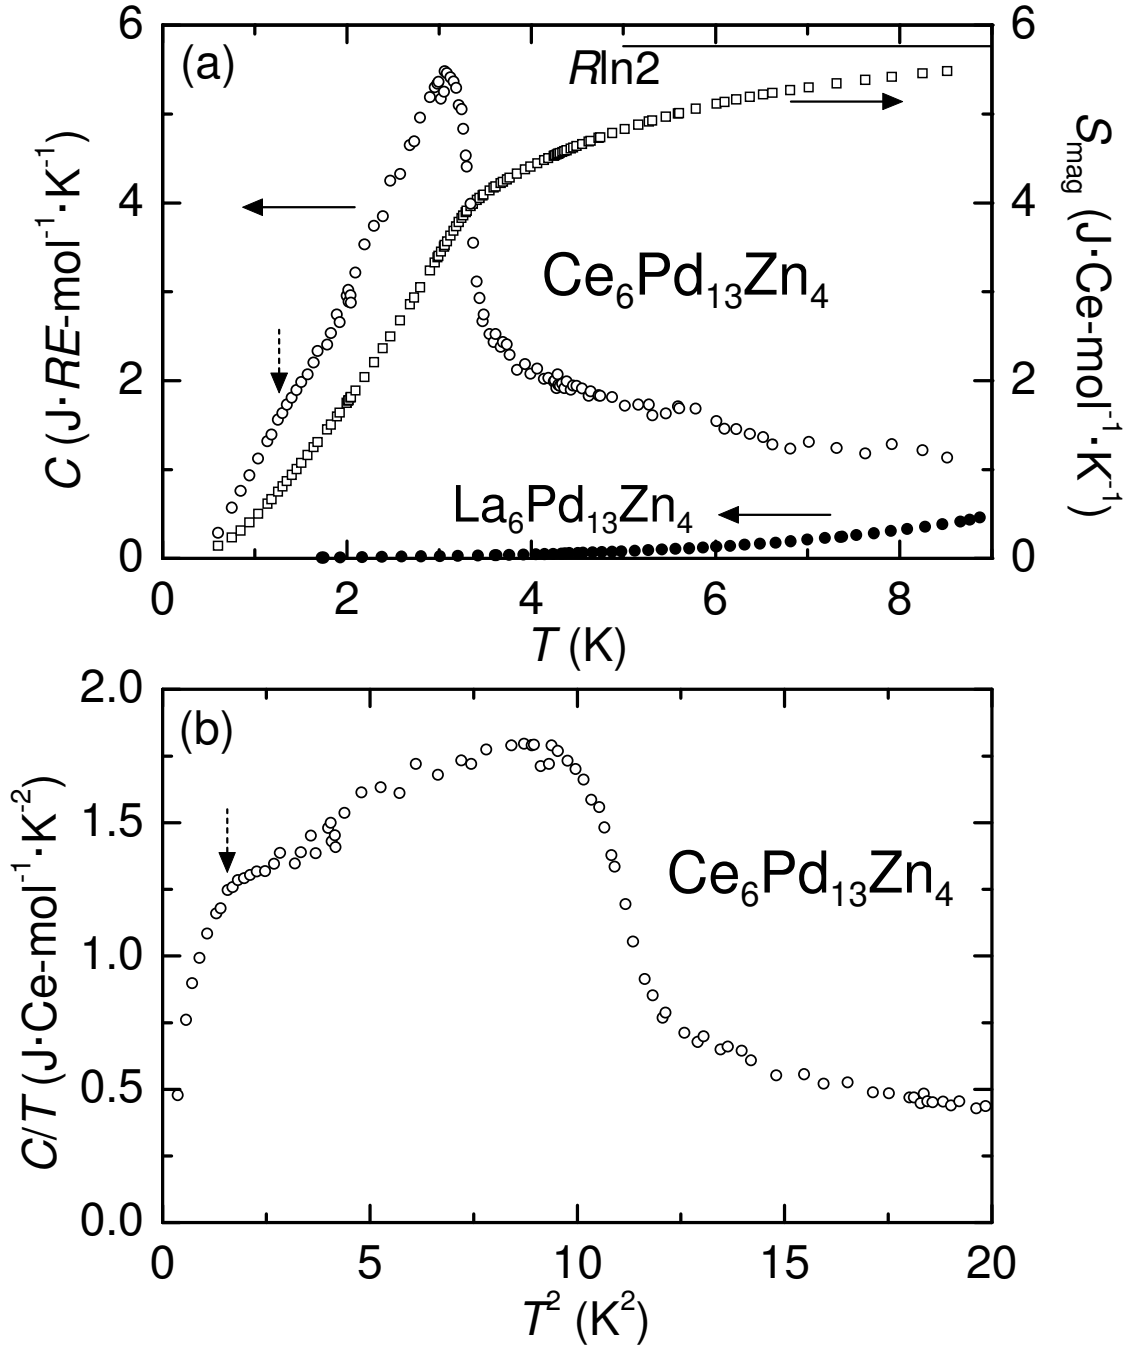 (a)
Rln2
Ce₆Pd₁₃Zn₄
La₆Pd₁₃Zn₄
C (J·RE-mol⁻¹·K⁻¹)
6
4
2
0
S_mag (J·Ce-mol⁻¹·K⁻¹)
6
4
2
0
0 2 4 6 8
T (K)
(b)
Ce₆Pd₁₃Zn₄
C/T (J·Ce-mol⁻¹·K⁻²)
2.0
1.5
1.0
0.5
0.0
0 5 10 15 20
T² (K²)